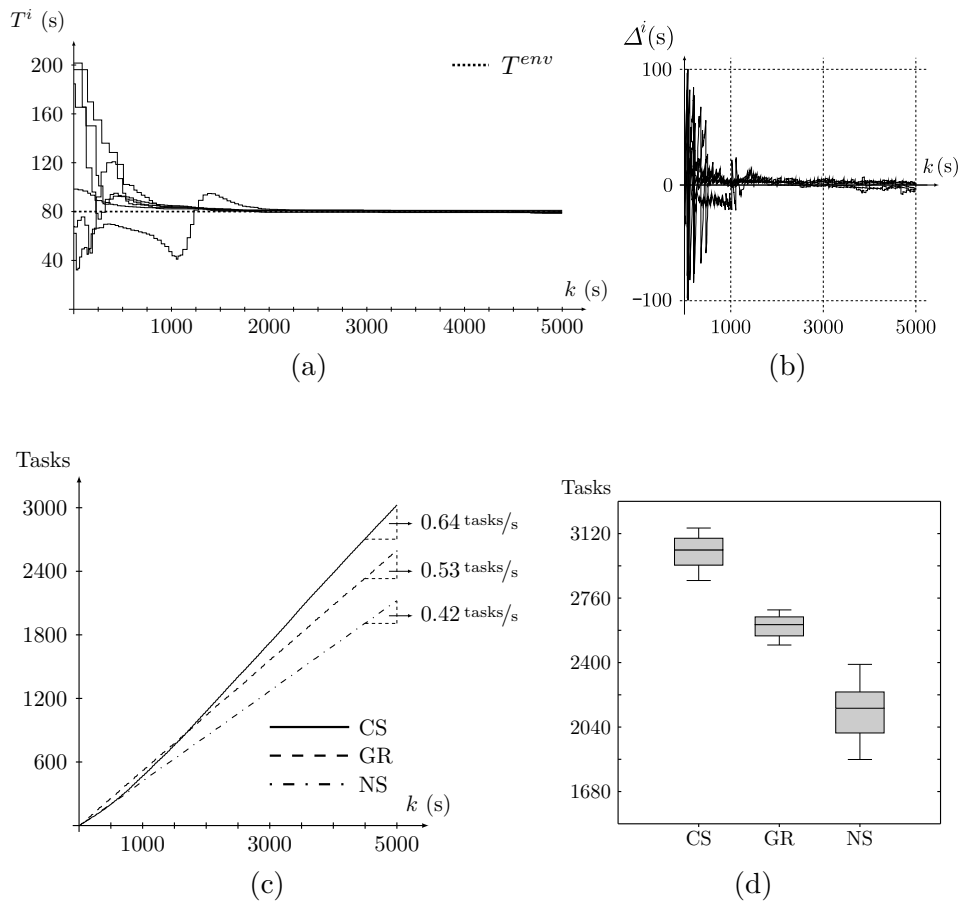 T^i (s)
200
160
120
80
40
T^env
k (s)
1000 2000 3000 4000 5000
(a)
Δ^i(s)
100
0
−100
k (s)
1000 3000 5000
(b)
Tasks
3000
2400
1800
1200
600
0.64 tasks/s
0.53 tasks/s
0.42 tasks/s
CS
GR
NS
k (s)
1000 3000 5000
(c)
Tasks
3120
2760
2400
2040
1680
CS GR NS
(d)